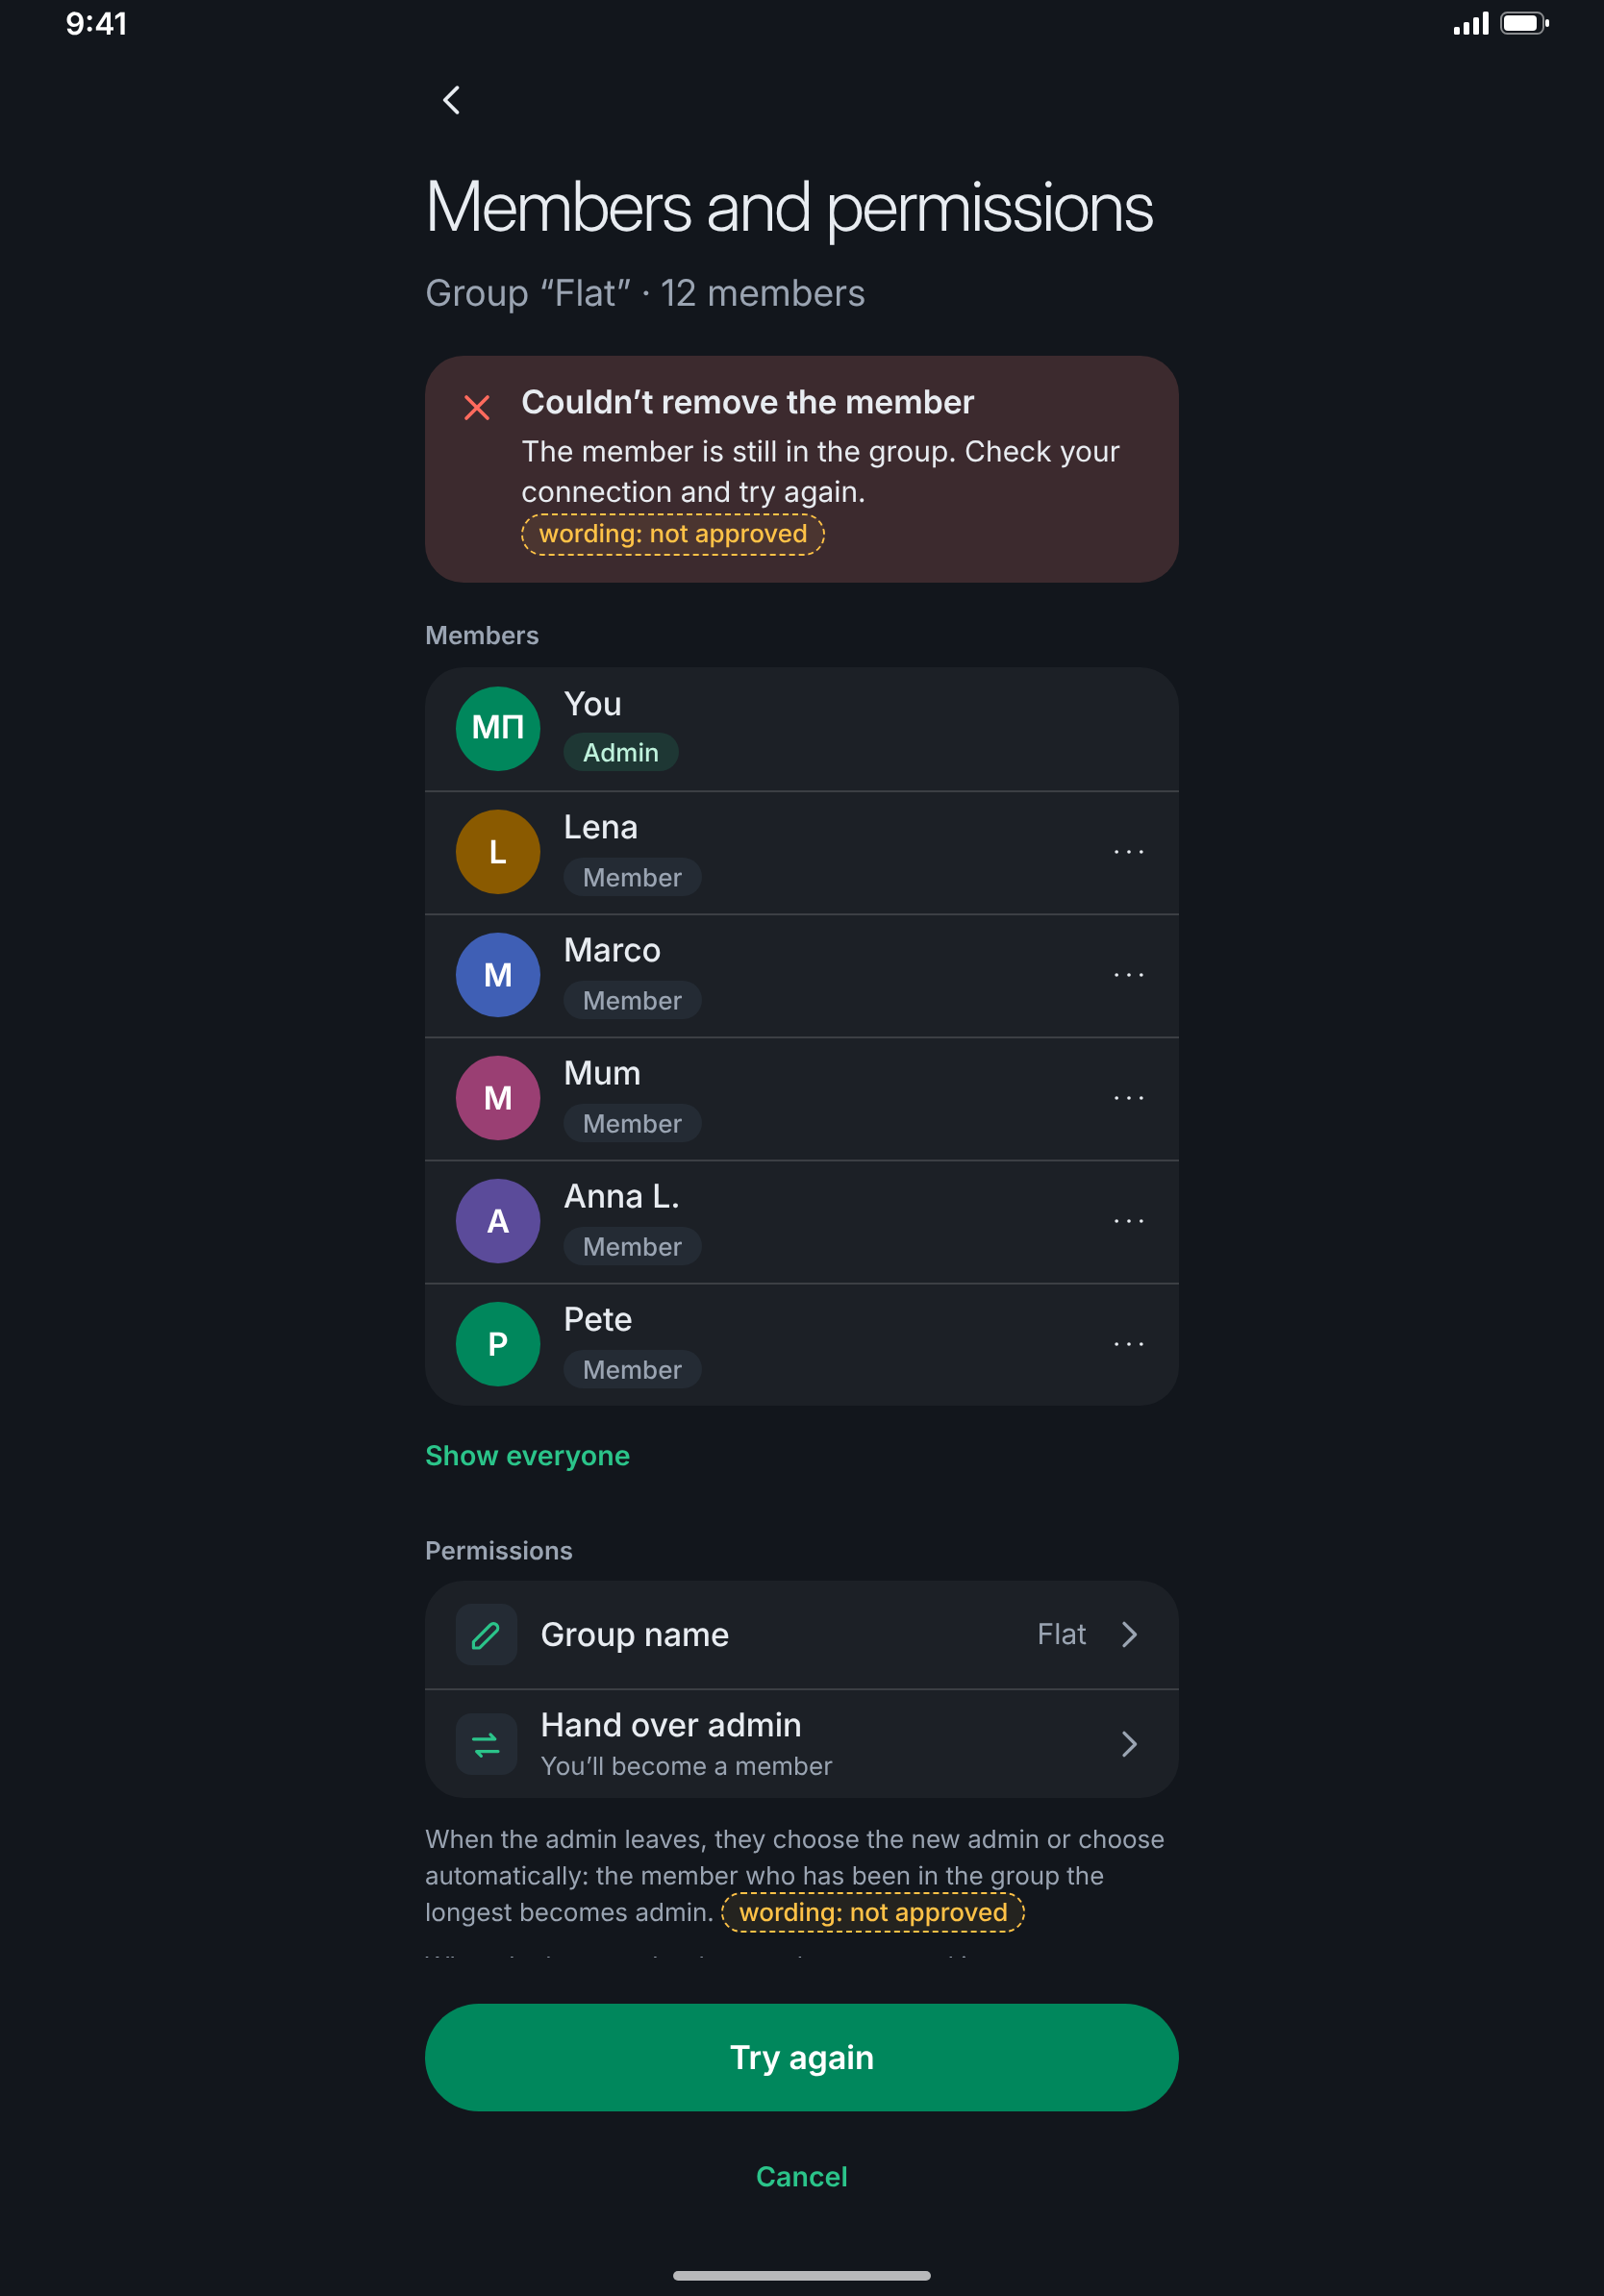 9:41
Members and permissions
Group “Flat” · 12 members
Couldn’t remove the member
The member is still in the group. Check your
connection and try again.
wording: not approved
Members
МП
You
Admin
L
Lena
Member
M
Marco
Member
M
Mum
Member
A
Anna L.
Member
P
Pete
Member
Show everyone
Permissions
Group name
Flat
Hand over admin
You’ll become a member
When the admin leaves, they choose the new admin or choose
automatically: the member who has been in the group the
longest becomes admin. wording: not approved
Try again
Cancel